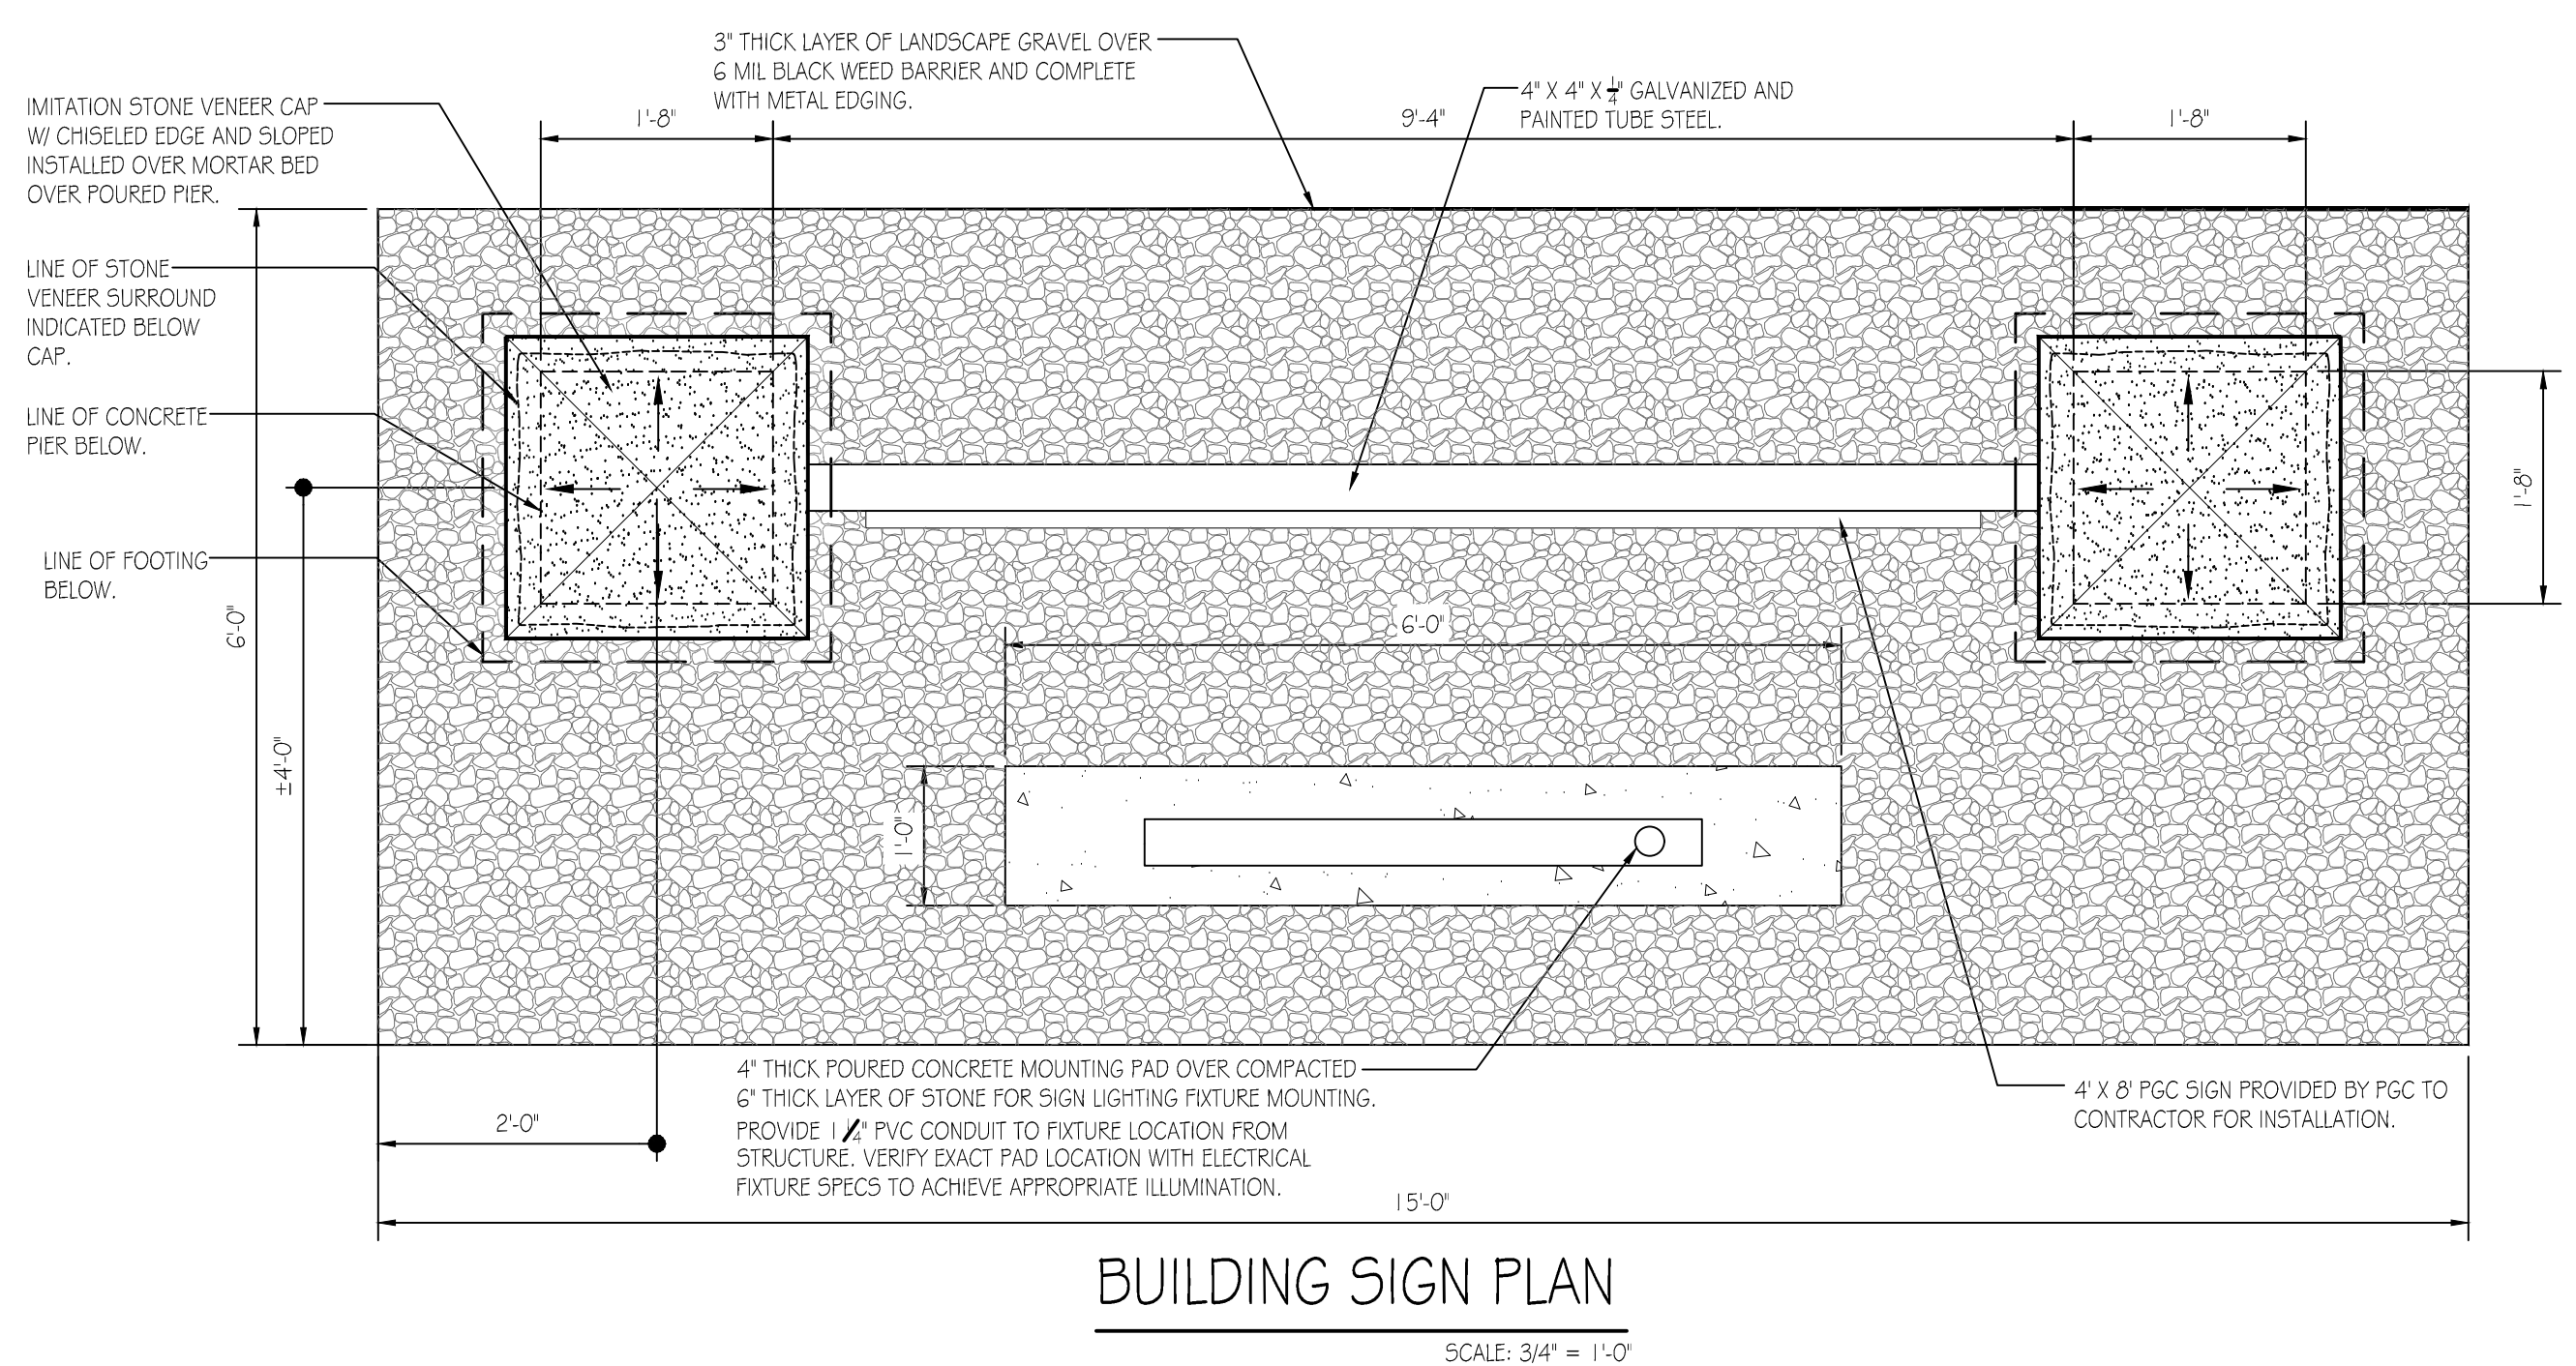 3" THICK LAYER OF LANDSCAPE GRAVEL OVER
6 MIL BLACK WEED BARRIER AND COMPLETE
WITH METAL EDGING.
4" X 4" X 1/4" GALVANIZED AND
PAINTED TUBE STEEL.
IMITATION STONE VENEER CAP
W/ CHISELED EDGE AND SLOPED
INSTALLED OVER MORTAR BED
OVER POURED PIER.
1'-8"
9'-4"
1'-8"
LINE OF STONE
VENEER SURROUND
INDICATED BELOW
CAP.
LINE OF CONCRETE
PIER BELOW.
LINE OF FOOTING
BELOW.
1'-8"
6'-0"
6'-0"
±4'-0"
1'-0"
4" THICK POURED CONCRETE MOUNTING PAD OVER COMPACTED
6" THICK LAYER OF STONE FOR SIGN LIGHTING FIXTURE MOUNTING.
PROVIDE 1 1/4" PVC CONDUIT TO FIXTURE LOCATION FROM
STRUCTURE. VERIFY EXACT PAD LOCATION WITH ELECTRICAL
FIXTURE SPECS TO ACHIEVE APPROPRIATE ILLUMINATION.
4' X 8' PGC SIGN PROVIDED BY PGC TO
CONTRACTOR FOR INSTALLATION.
2'-0"
15'-0"
BUILDING SIGN PLAN
SCALE: 3/4" = 1'-0"